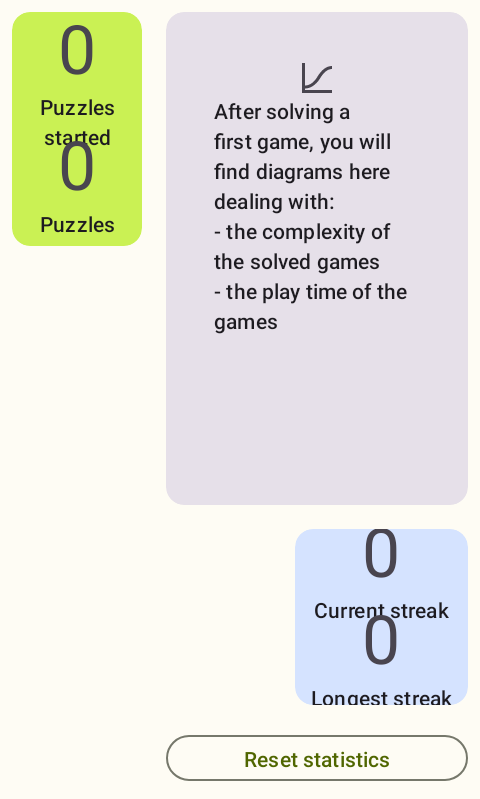 0
Puzzles
started
0
Puzzles
After solving a
first game, you will
find diagrams here
dealing with:
- the complexity of
the solved games
- the play time of the
games
0
Current streak
0
Longest streak
Reset statistics